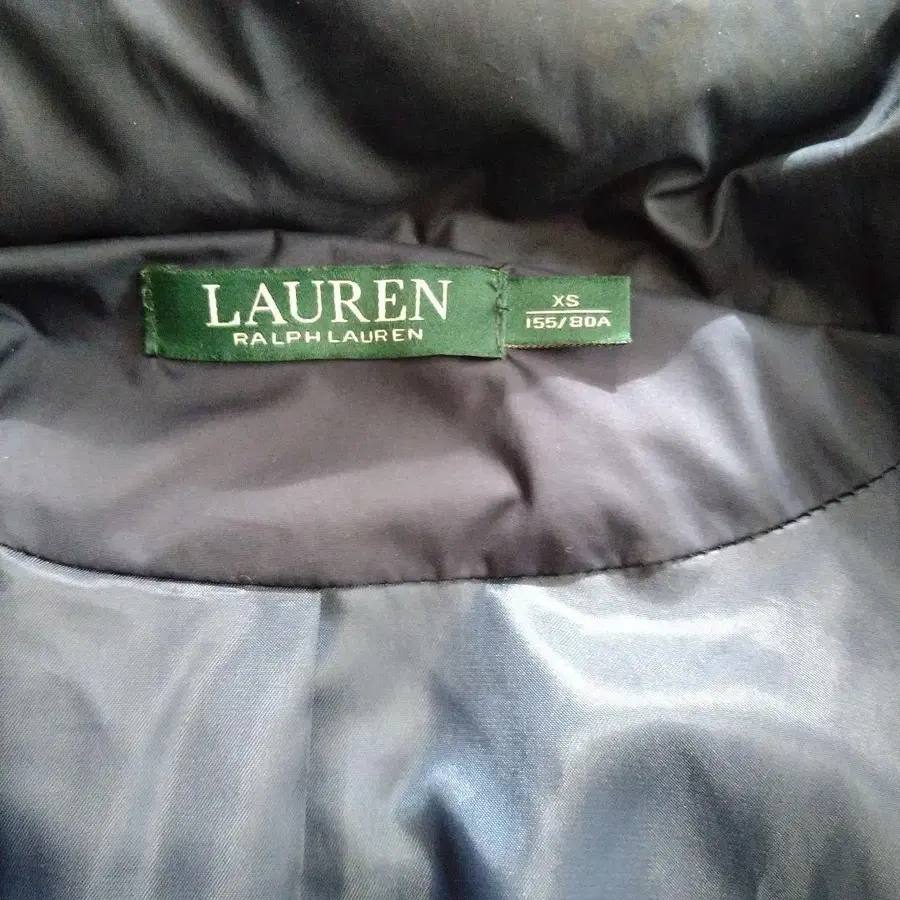 LAUREN
RALPH LAUREN
XS
155/80A